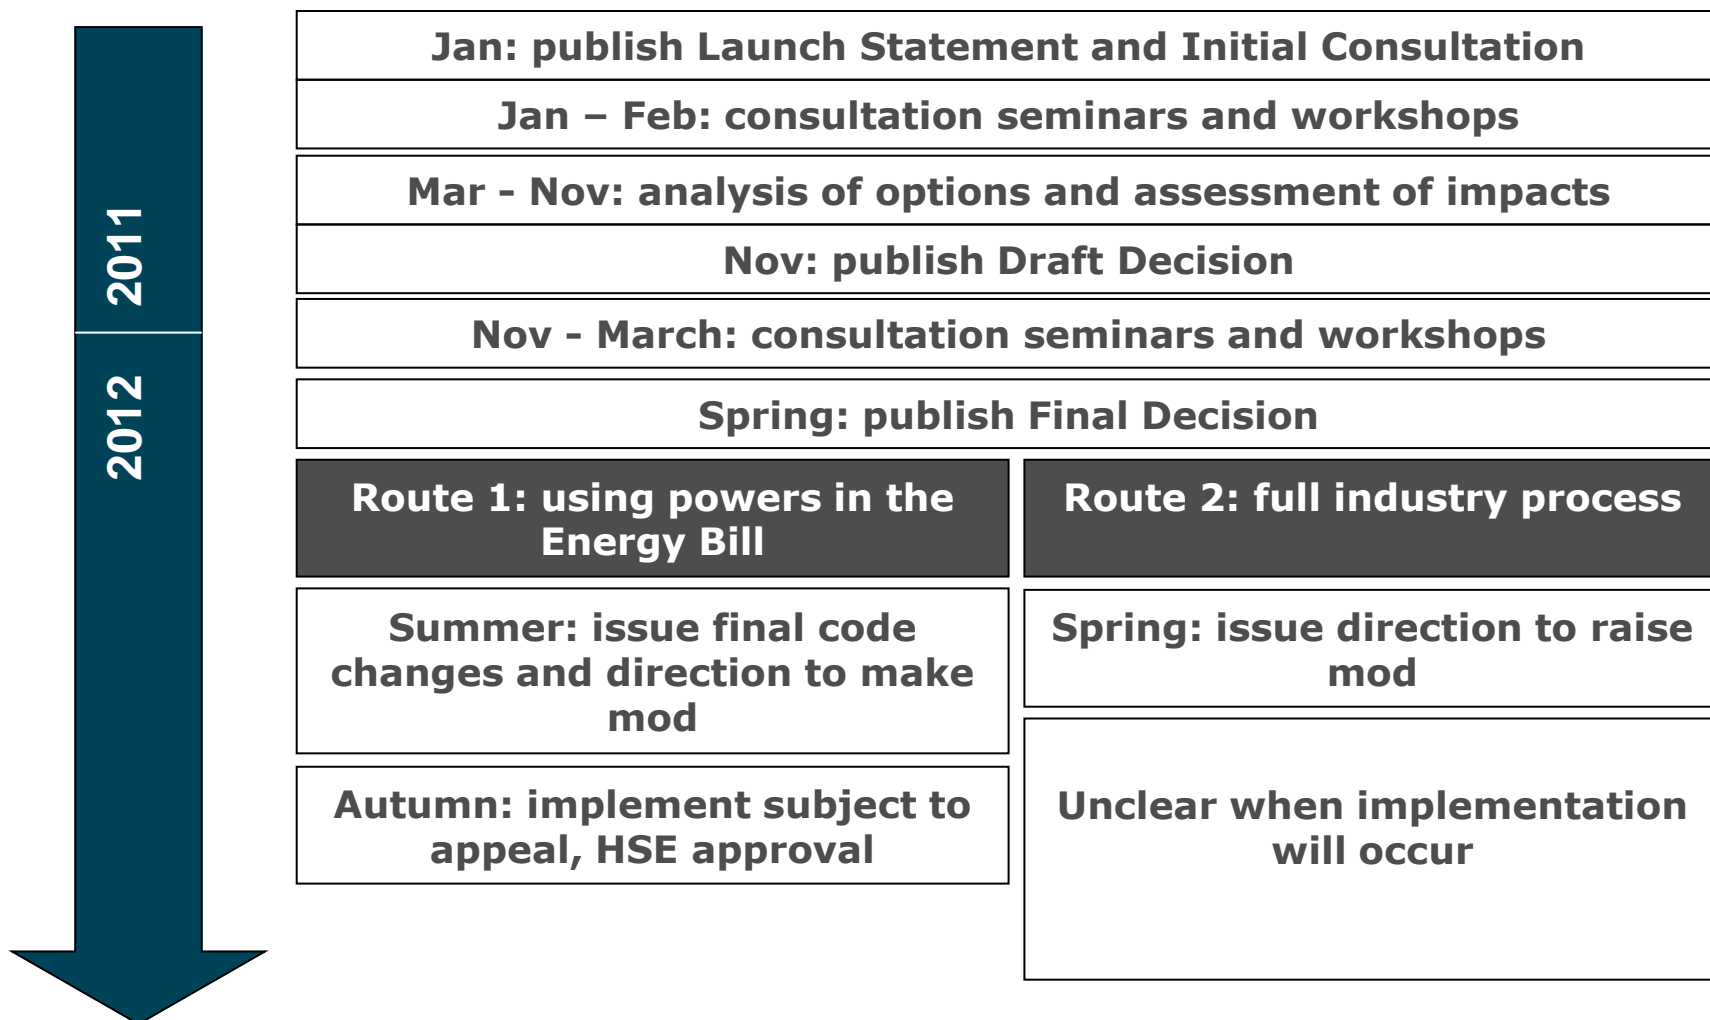 2011
2012
Jan: publish Launch Statement and Initial Consultation
Jan – Feb: consultation seminars and workshops
Mar - Nov: analysis of options and assessment of impacts
Nov: publish Draft Decision
Nov - March: consultation seminars and workshops
Spring: publish Final Decision
Route 1: using powers in the
Energy Bill
Summer: issue final code
changes and direction to make
mod
Autumn: implement subject to
appeal, HSE approval
Route 2: full industry process
Spring: issue direction to raise
mod
Unclear when implementation
will occur